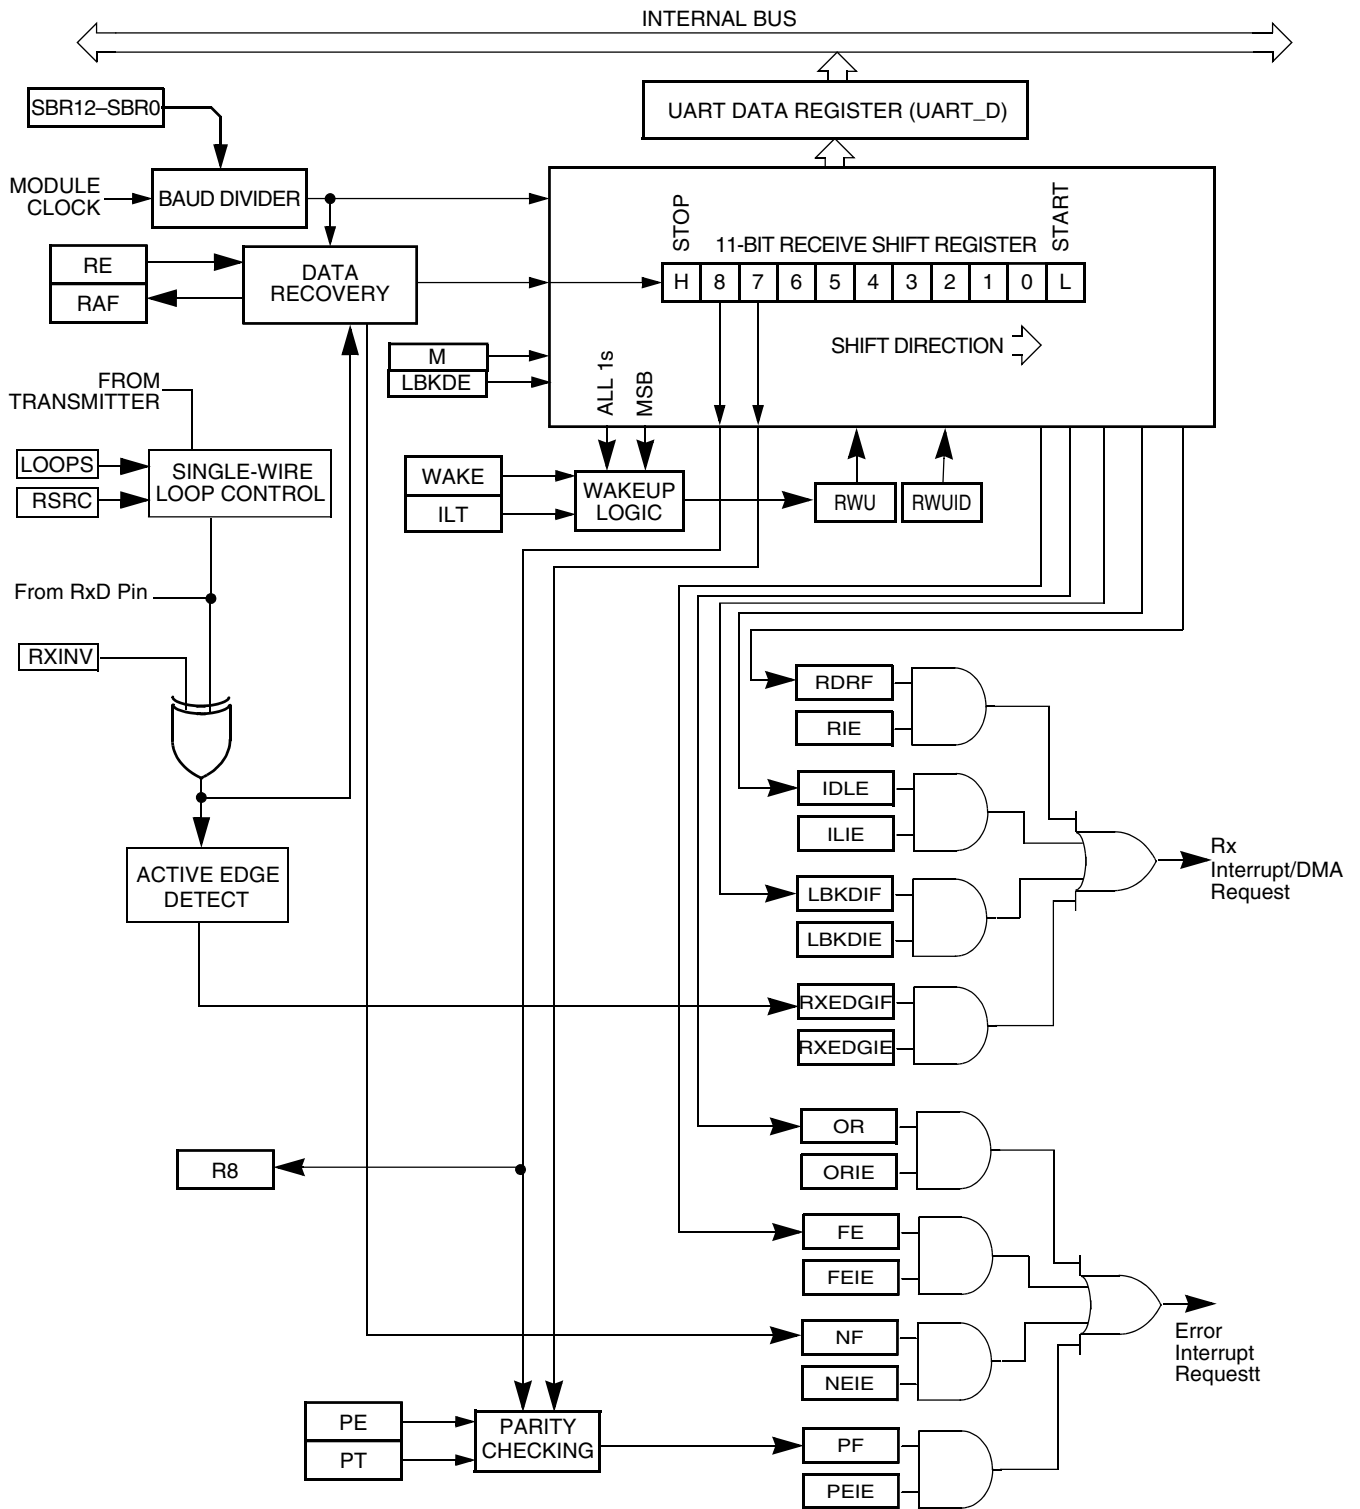 INTERNAL BUS
SBR12–SBR0
UART DATA REGISTER (UART_D)
MODULE
CLOCK
BAUD DIVIDER
STOP
START
11-BIT RECEIVE SHIFT REGISTER
RE
RAF
DATA
RECOVERY
H 8 7 6 5 4 3 2 1 0 L
SHIFT DIRECTION
M
LBKDE
ALL 1s
MSB
FROM
TRANSMITTER
LOOPS
RSRC
SINGLE-WIRE
LOOP CONTROL
WAKE
ILT
WAKEUP
LOGIC
RWU
RWUID
From RxD Pin
RXINV
RDRF
RIE
IDLE
ILIE
Rx
Interrupt/DMA
Request
ACTIVE EDGE
DETECT
LBKDIF
LBKDIE
RXEDGIF
RXEDGIE
OR
ORIE
R8
FE
FEIE
NF
NEIE
Error
Interrupt
Requestt
PE
PT
PARITY
CHECKING
PF
PEIE